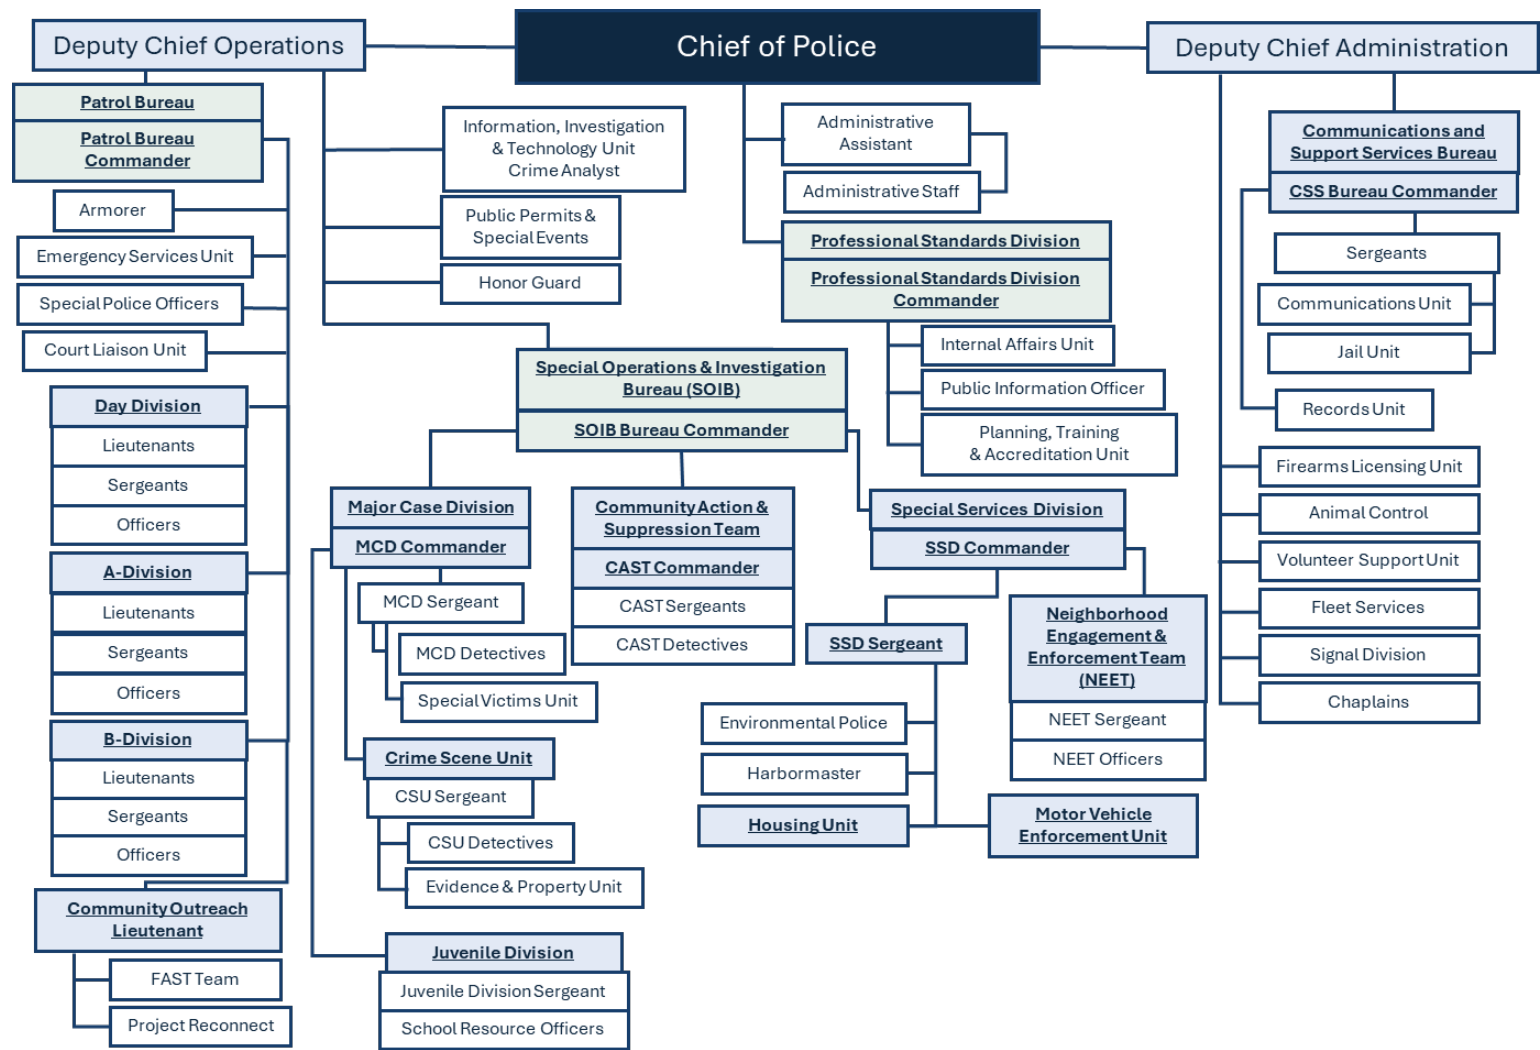 Deputy Chief Operations
Chief of Police
Deputy Chief Administration
Patrol Bureau
Patrol Bureau
Commander
Armorer
Emergency Services Unit
Special Police Officers
Court Liaison Unit
Day Division
Lieutenants
Sergeants
Officers
A-Division
Lieutenants
Sergeants
Officers
B-Division
Lieutenants
Sergeants
Officers
Community Outreach
Lieutenant
FAST Team
Project Reconnect
Information, Investigation
& Technology Unit
Crime Analyst
Public Permits &
Special Events
Honor Guard
Special Operations & Investigation
Bureau (SOIB)
SOIB Bureau Commander
Major Case Division
MCD Commander
MCD Sergeant
MCD Detectives
Special Victims Unit
Crime Scene Unit
CSU Sergeant
CSU Detectives
Evidence & Property Unit
Juvenile Division
Juvenile Division Sergeant
School Resource Officers
Community Action &
Suppression Team
CAST Commander
CAST Sergeants
CAST Detectives
Special Services Division
SSD Commander
SSD Sergeant
Environmental Police
Harbormaster
Housing Unit
Motor Vehicle
Enforcement Unit
Neighborhood
Engagement &
Enforcement Team
(NEET)
NEET Sergeant
NEET Officers
Administrative
Assistant
Administrative Staff
Professional Standards Division
Professional Standards Division
Commander
Internal Affairs Unit
Public Information Officer
Planning, Training
& Accreditation Unit
Communications and
Support Services Bureau
CSS Bureau Commander
Sergeants
Communications Unit
Jail Unit
Records Unit
Firearms Licensing Unit
Animal Control
Volunteer Support Unit
Fleet Services
Signal Division
Chaplains